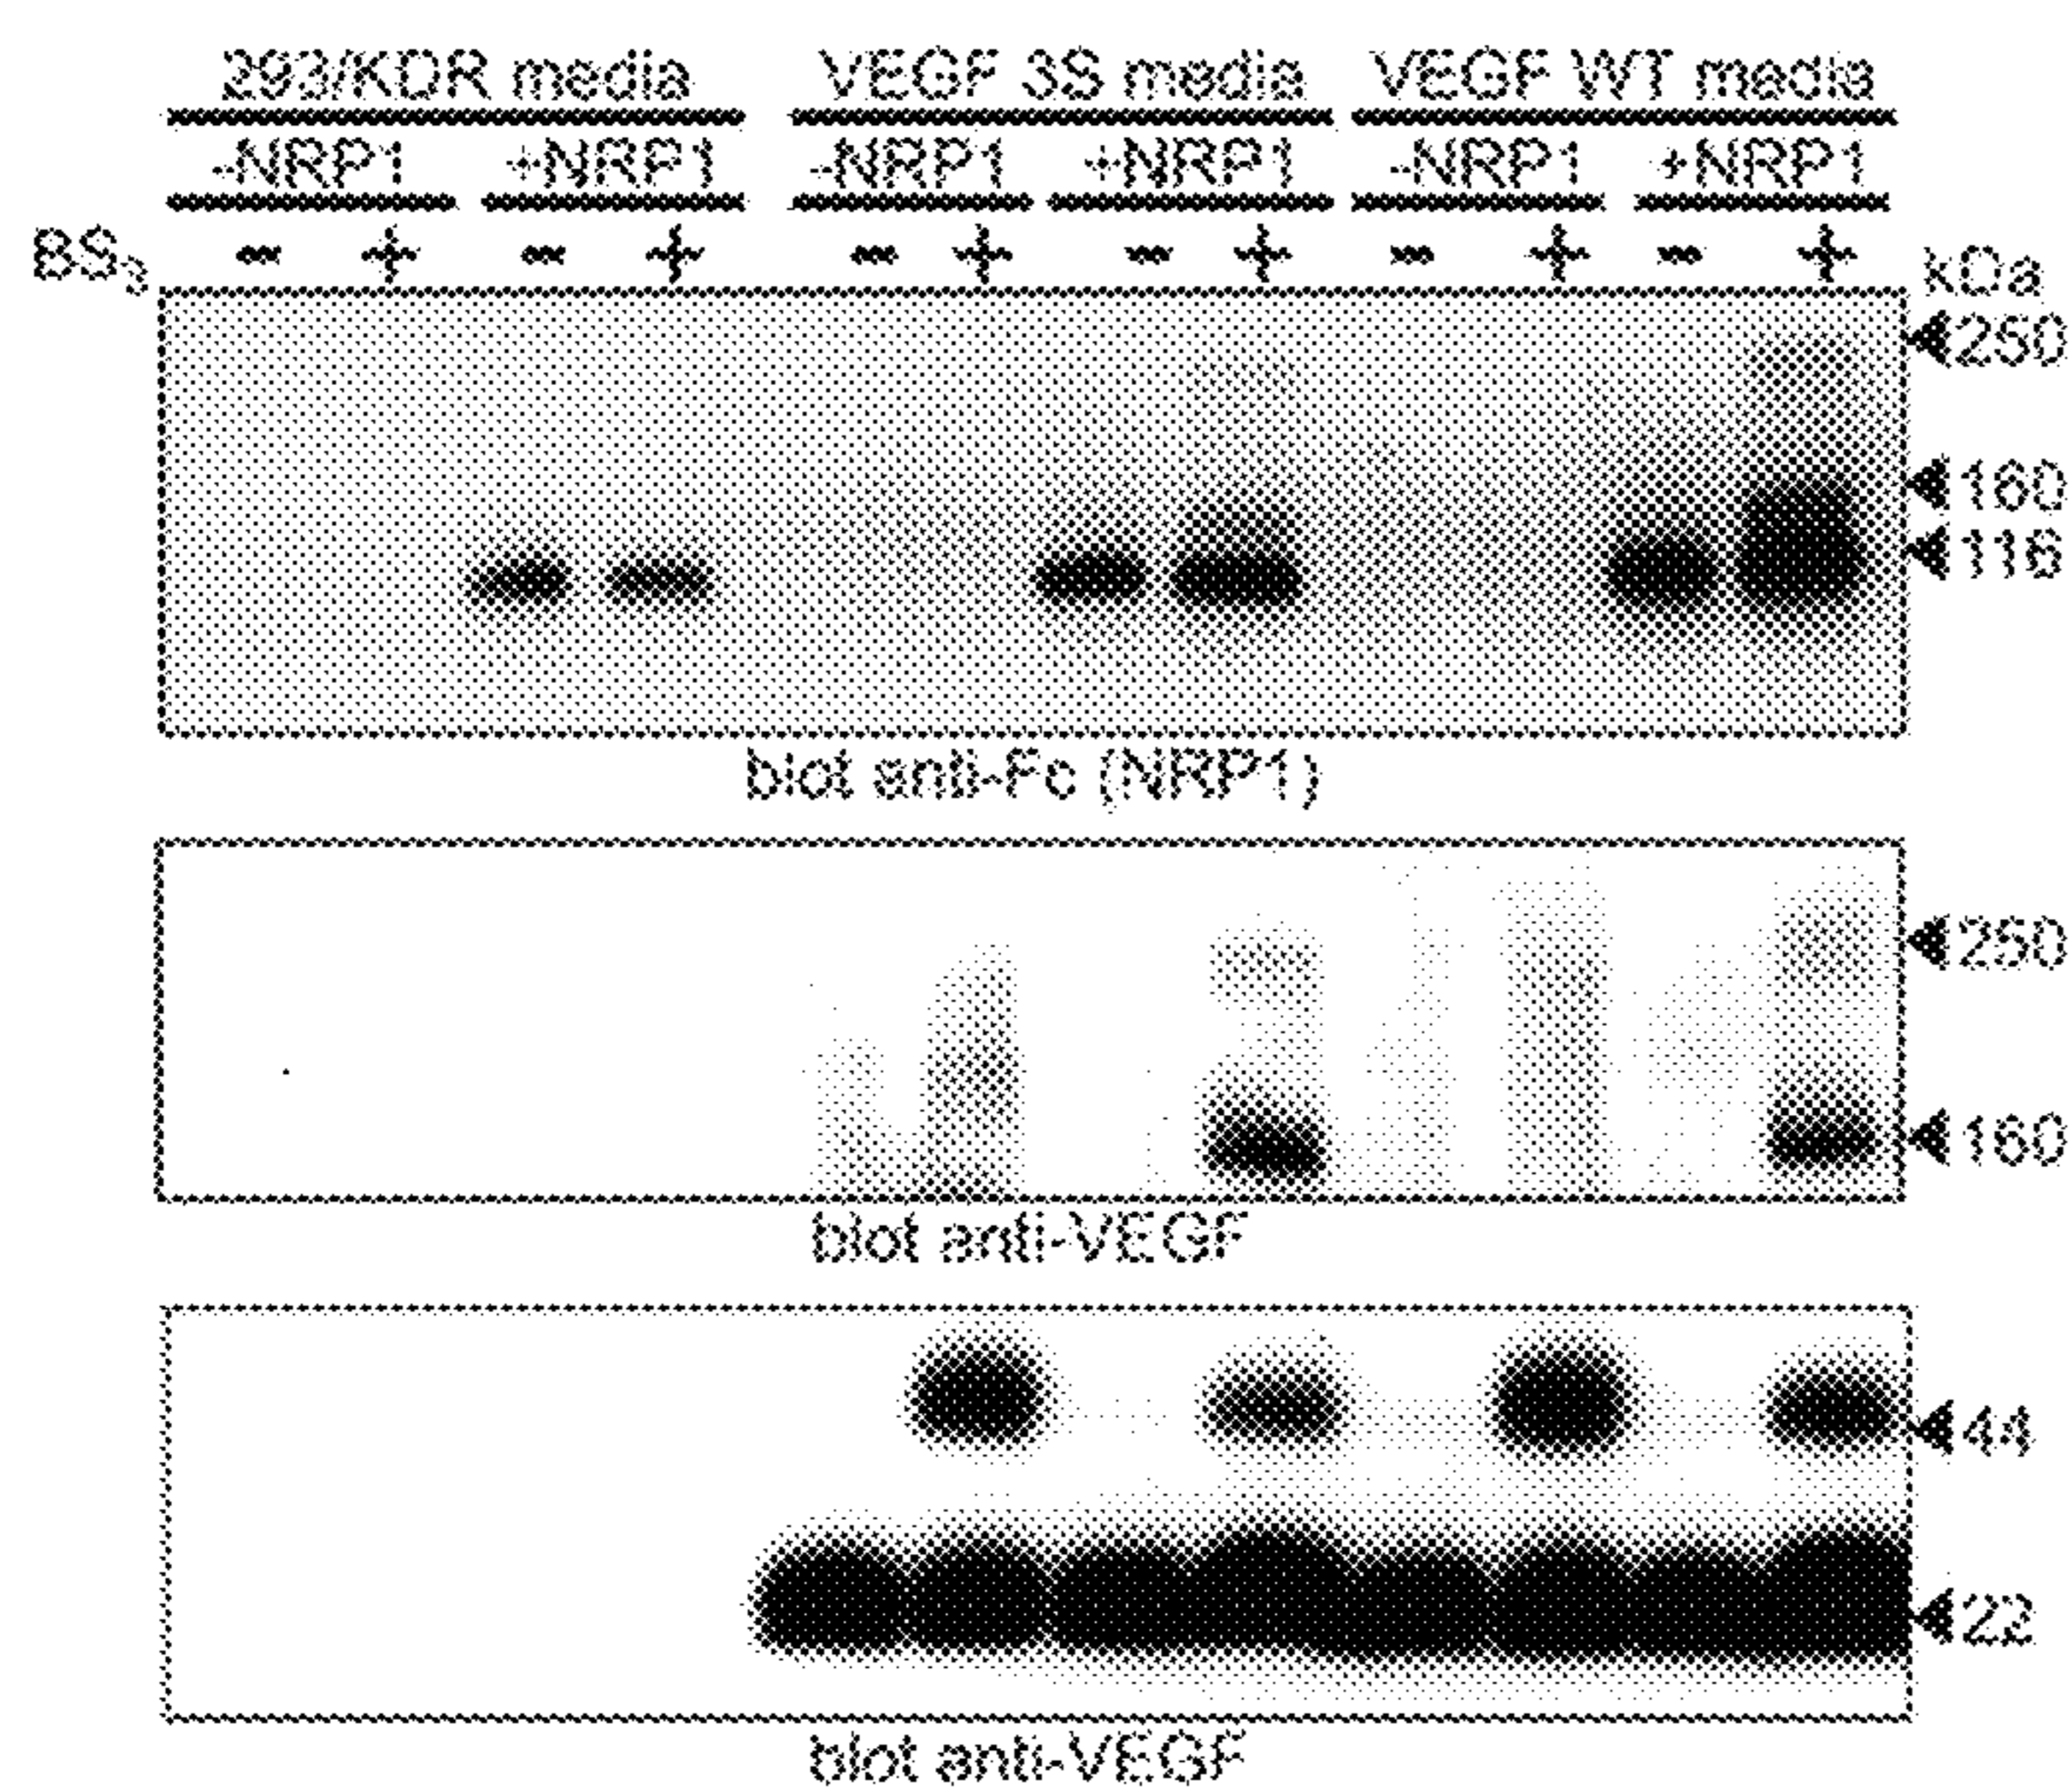 293/KDR media VEGF 3S media VEGF WT media
-NRP1 +NRP1 -NRP1 +NRP1 -NRP1 +NRP1
BS3 - + - + - + - + - + - + kDa
250
160
116
blot anti-Fc (NRP1)
250
160
blot anti-VEGF
44
22
blot anti-VEGF